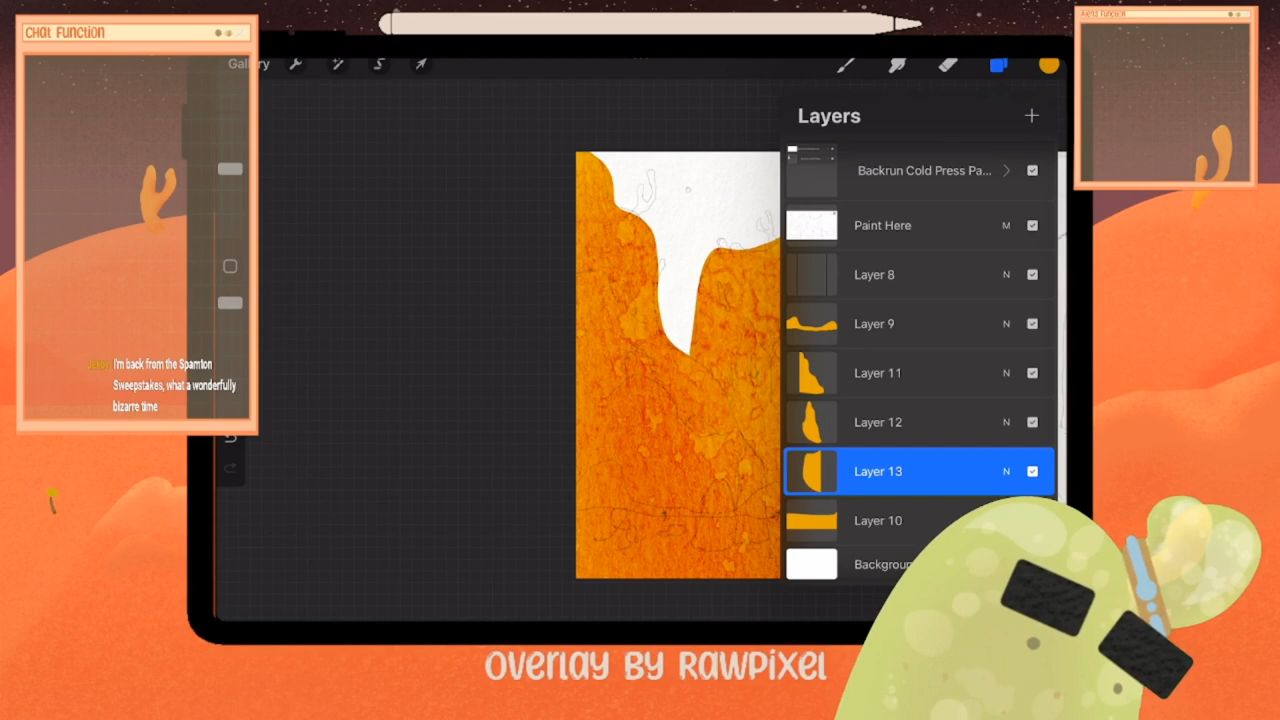 CHAT FUNCTION
Gallery
Layers
Backrun Cold Press Pa...
Paint Here
M
Layer 8
N
Layer 9
N
Layer 11
N
Layer 12
N
Layer 13
N
Layer 10
Backgroun
I'm back from the Spamton
Sweepstakes, what a wonderfully
bizarre time
OVERLAY BY RAWPIXEL